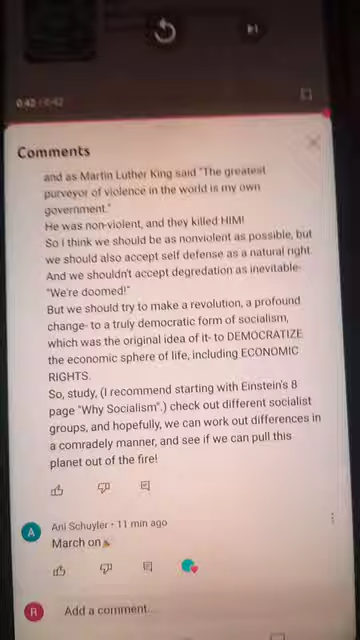 0:42 / 0:42
Comments
and as Martin Luther King said "The greatest
purveyor of violence in the world is my own
government."
He was non-violent, and they killed HIM!
So I think we should be as nonviolent as possible, but
we should also accept self defense as a natural right.
And we shouldn't accept degredation as inevitable-
"We're doomed!"
But we should try to make a revolution, a profound
change- to a truly democratic form of socialism,
which was the original idea of it- to DEMOCRATIZE
the economic sphere of life, including ECONOMIC
RIGHTS.
So, study, (I recommend starting with Einstein's 8
page "Why Socialism".) check out different socialist
groups, and hopefully, we can work out differences in
a comradely manner, and see if we can pull this
planet out of the fire!
A
Ani Schuyler • 11 min ago
March on
R
Add a comment...